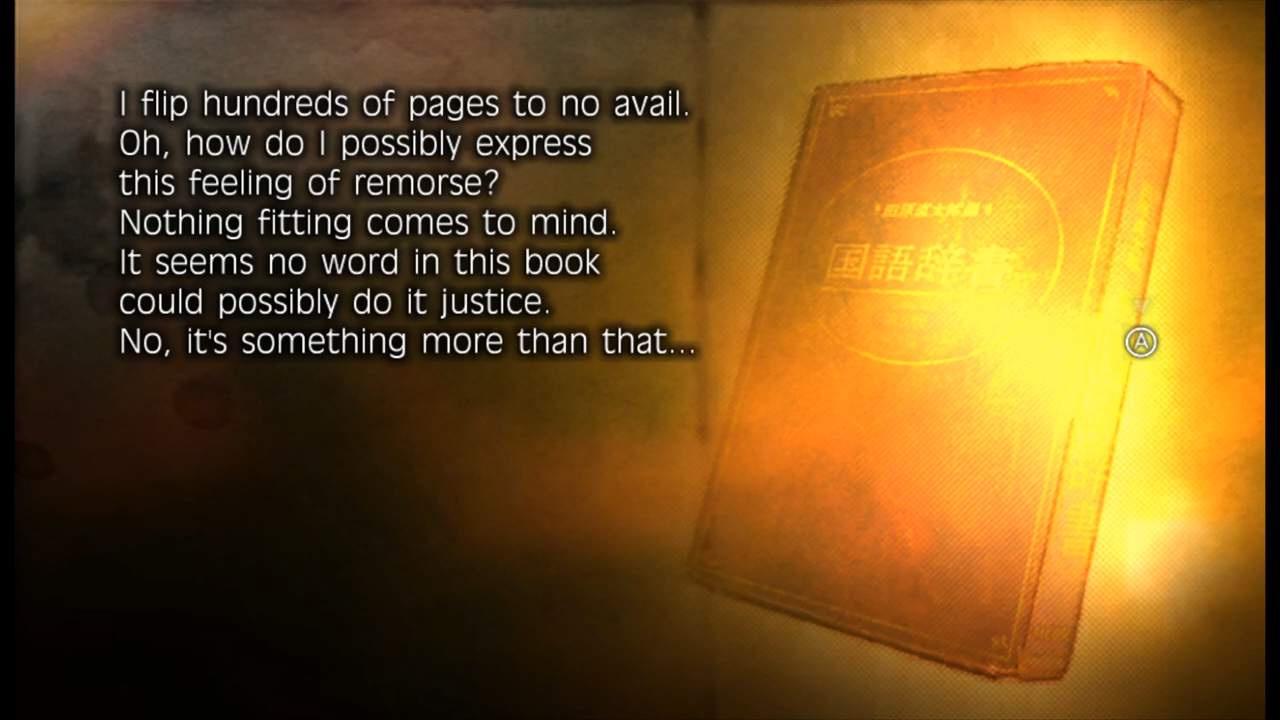 I flip hundreds of pages to no avail.
Oh, how do I possibly express
this feeling of remorse?
Nothing fitting comes to mind.
It seems no word in this book
could possibly do it justice.
No, it's something more than that...
国語辞書
A